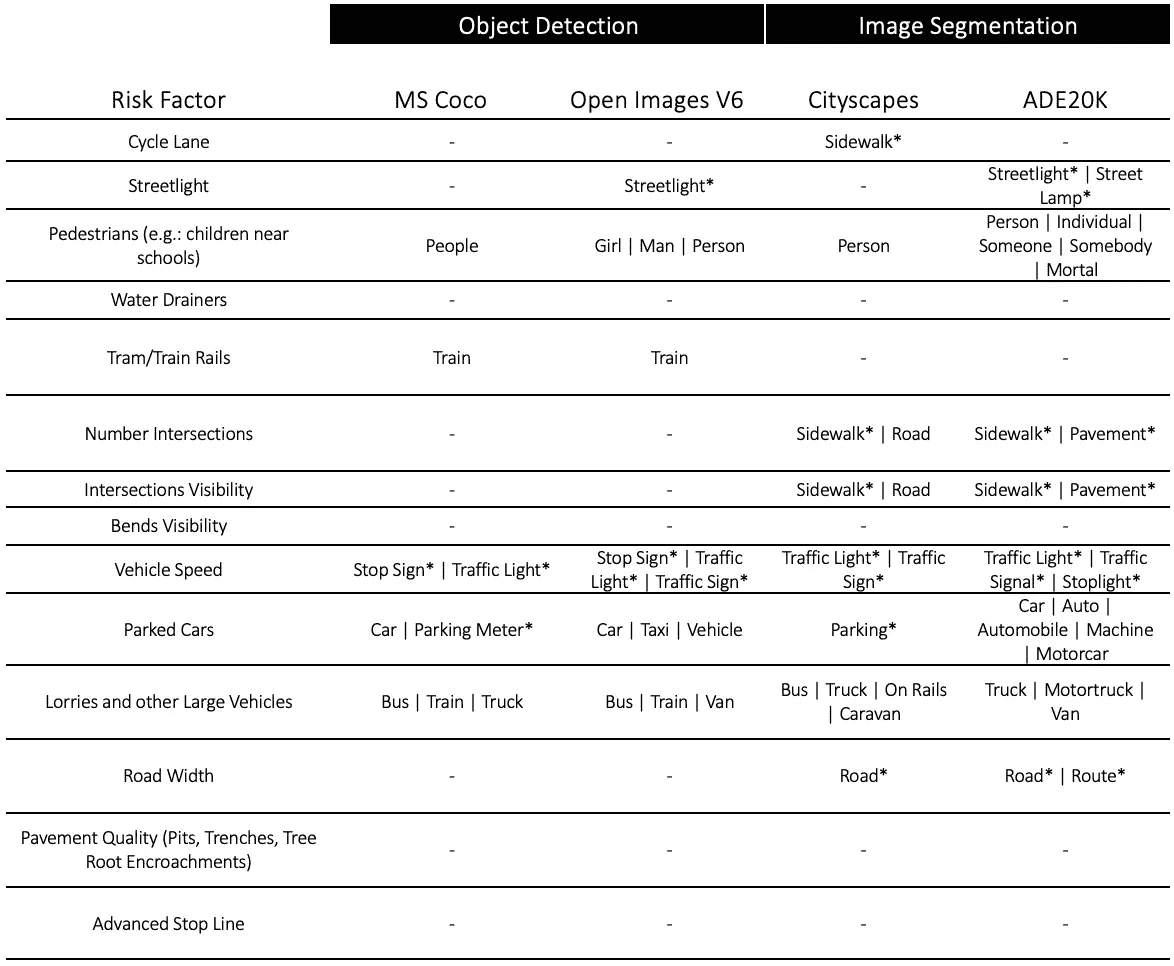 Object Detection Image Segmentation
Risk Factor MS Coco Open Images V6 Cityscapes ADE20K
Cycle Lane - - Sidewalk* -
Streetlight - Streetlight* - Streetlight* | Street
Lamp*
Pedestrians (e.g.: children near
schools) People Girl | Man | Person Person Person | Individual |
Someone | Somebody
| Mortal
Water Drainers - - - -
Tram/Train Rails Train Train - -
Number Intersections - - Sidewalk* | Road Sidewalk* | Pavement*
Intersections Visibility - - Sidewalk* | Road Sidewalk* | Pavement*
Bends Visibility - - - -
Vehicle Speed Stop Sign* | Traffic Light* Stop Sign* | Traffic
Light* | Traffic Sign* Traffic Light* | Traffic
Sign* Traffic Light* | Traffic
Signal* | Stoplight*
Parked Cars Car | Parking Meter* Car | Taxi | Vehicle Parking* Car | Auto |
Automobile | Machine
| Motorcar
Lorries and other Large Vehicles Bus | Train | Truck Bus | Train | Van Bus | Truck | On Rails
| Caravan Truck | Motortruck |
Van
Road Width - - Road* Road* | Route*
Pavement Quality (Pits, Trenches, Tree
Root Encroachments) - - - -
Advanced Stop Line - - - -